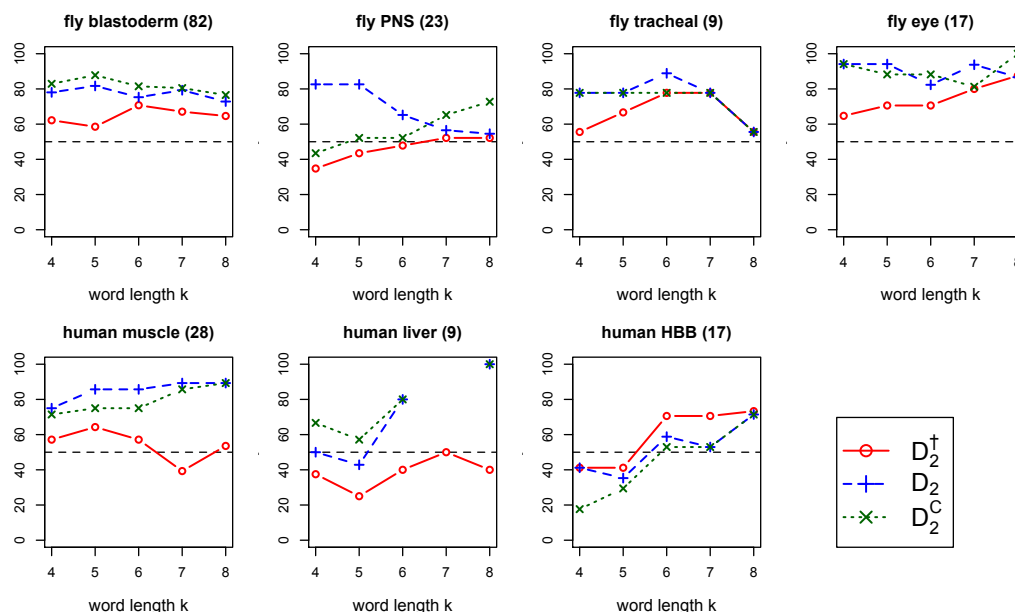 fly blastoderm (82)
0 20 40 60 80 100
4 5 6 7 8
word length k
fly PNS (23)
0 20 40 60 80 100
4 5 6 7 8
word length k
fly tracheal (9)
0 20 40 60 80 100
4 5 6 7 8
word length k
fly eye (17)
0 20 40 60 80 100
4 5 6 7 8
word length k
human muscle (28)
0 20 40 60 80 100
4 5 6 7 8
word length k
human liver (9)
0 20 40 60 80 100
4 5 6 7 8
word length k
human HBB (17)
0 20 40 60 80 100
4 5 6 7 8
word length k
D₂†
D₂
D₂ᶜ